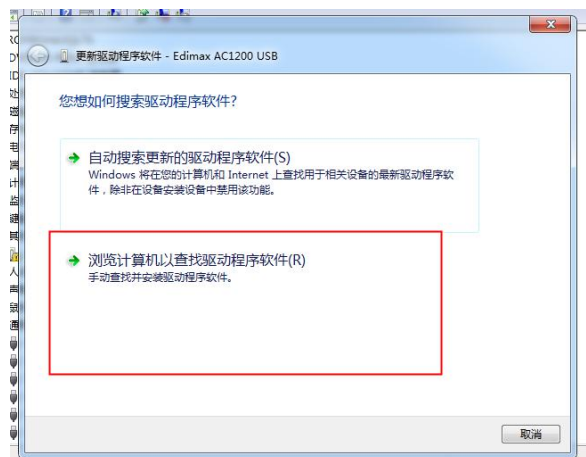 更新驱动程序软件 - Edimax AC1200 USB
您想如何搜索驱动程序软件?
自动搜索更新的驱动程序软件(S)
Windows 将在您的计算机和 Internet 上查找用于相关设备的最新驱动程序软
件，除非在设备安装设备中禁用该功能。
浏览计算机以查找驱动程序软件(R)
手动查找并安装驱动程序软件。
取消